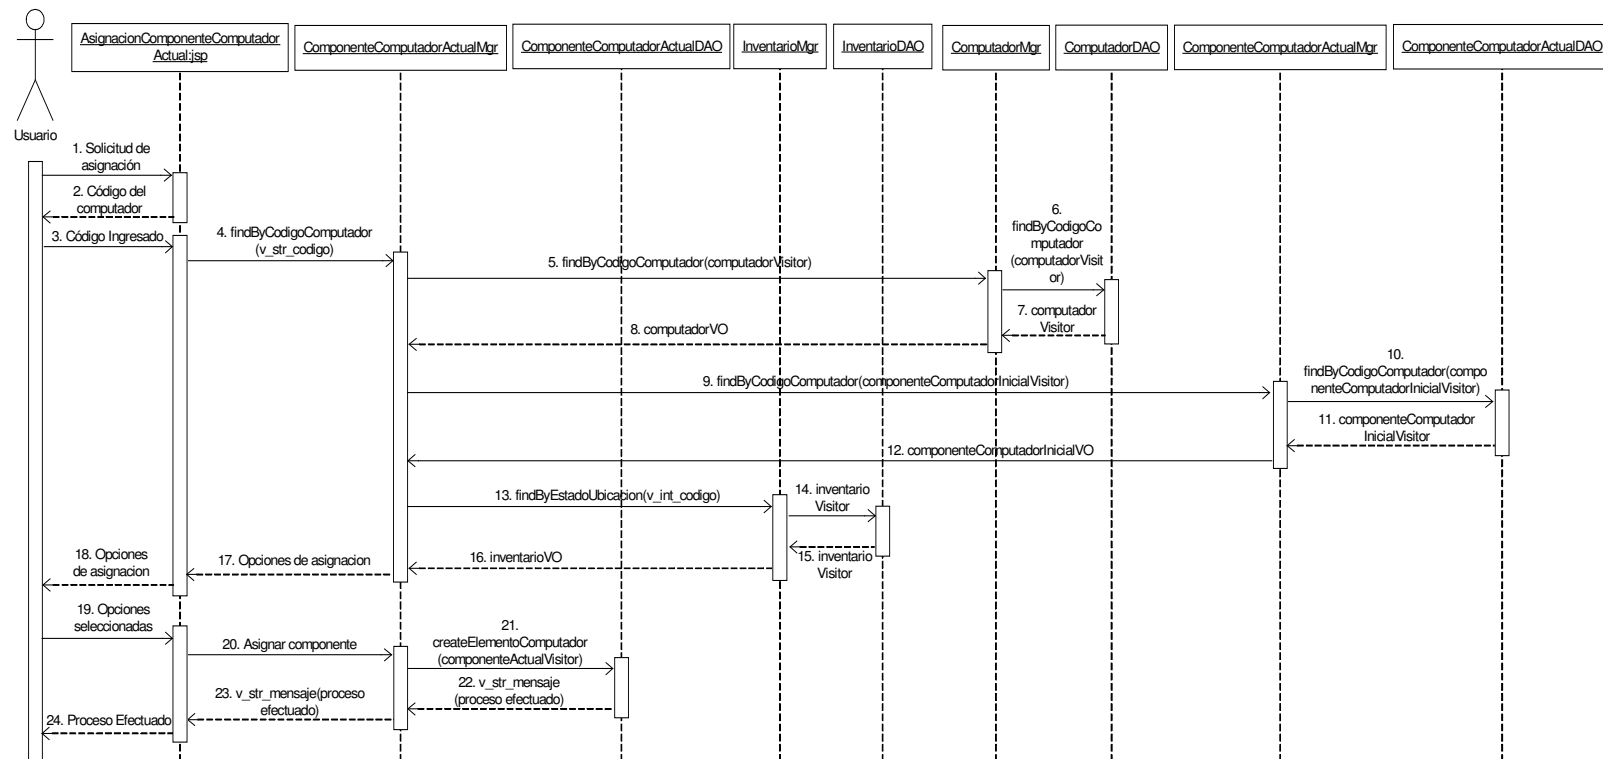 AsignacionComponenteComputador
Actual:jsp
ComponenteComputadorActualMgr
ComponenteComputadorActualDAO
InventarioMgr
InventarioDAO
ComputadorMgr
ComputadorDAO
ComponenteComputadorActualMgr
ComponenteComputadorActualDAO
Usuario
1. Solicitud de
asignación
2. Código del
computador
3. Código Ingresado
4. findByCodigoComputador
(v_str_codigo)
5. findByCodigoComputador(computadorVisitor)
6.
findByCodigoCo
mputador
(computadorVisit
or)
7. computador
Visitor
8. computadorVO
9. findByCodigoComputador(componenteComputadorInicialVisitor)
10.
findByCodigoComputador(compo
nenteComputadorInicialVisitor)
11. componenteComputador
InicialVisitor
12. componenteComputadorInicialVO
13. findByEstadoUbicacion(v_int_codigo)
14. inventario
Visitor
15. inventario
Visitor
16. inventarioVO
17. Opciones de asignacion
18. Opciones
de asignacion
19. Opciones
seleccionadas
20. Asignar componente
21.
createElementoComputador
(componenteActualVisitor)
22. v_str_mensaje
(proceso efectuado)
23. v_str_mensaje(proceso
efectuado)
24. Proceso Efectuado